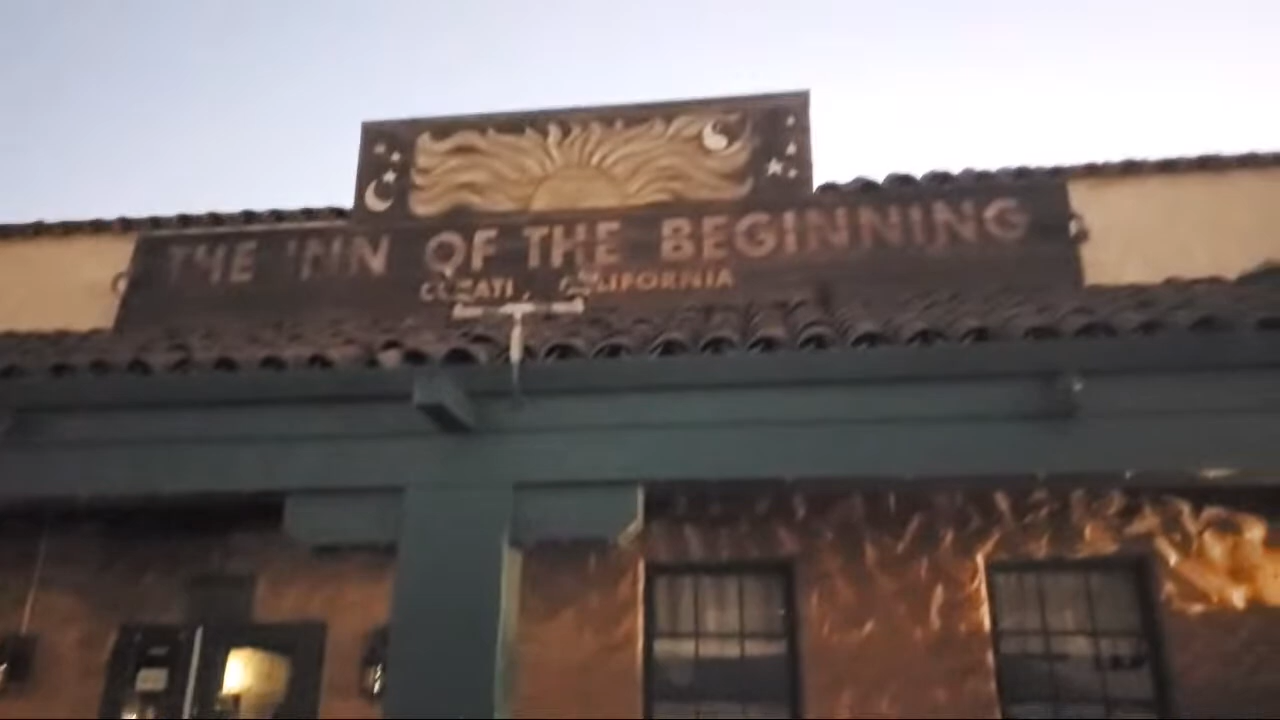 THE INN OF THE BEGINNING
COTATI, CALIFORNIA